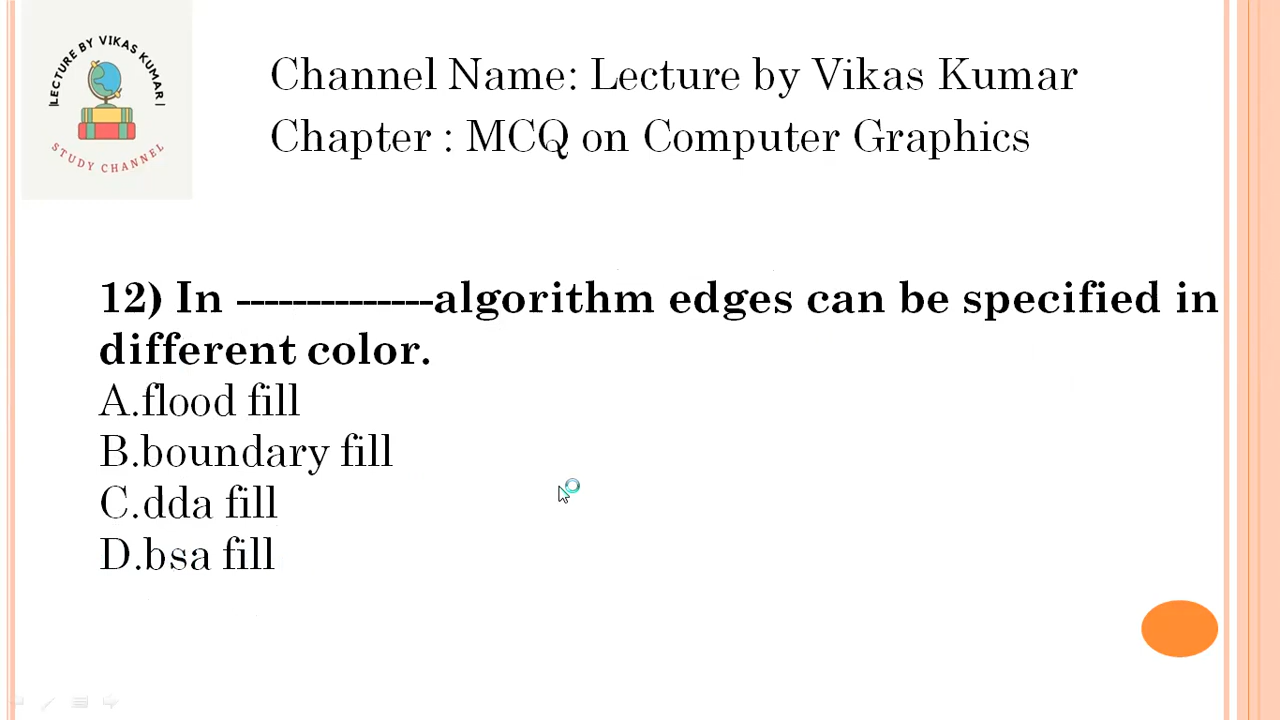 LECTURE BY VIKAS KUMAR
STUDY CHANNEL
Channel Name: Lecture by Vikas Kumar
Chapter : MCQ on Computer Graphics
12) In --------------algorithm edges can be specified in
different color.
A.flood fill
B.boundary fill
C.dda fill
D.bsa fill